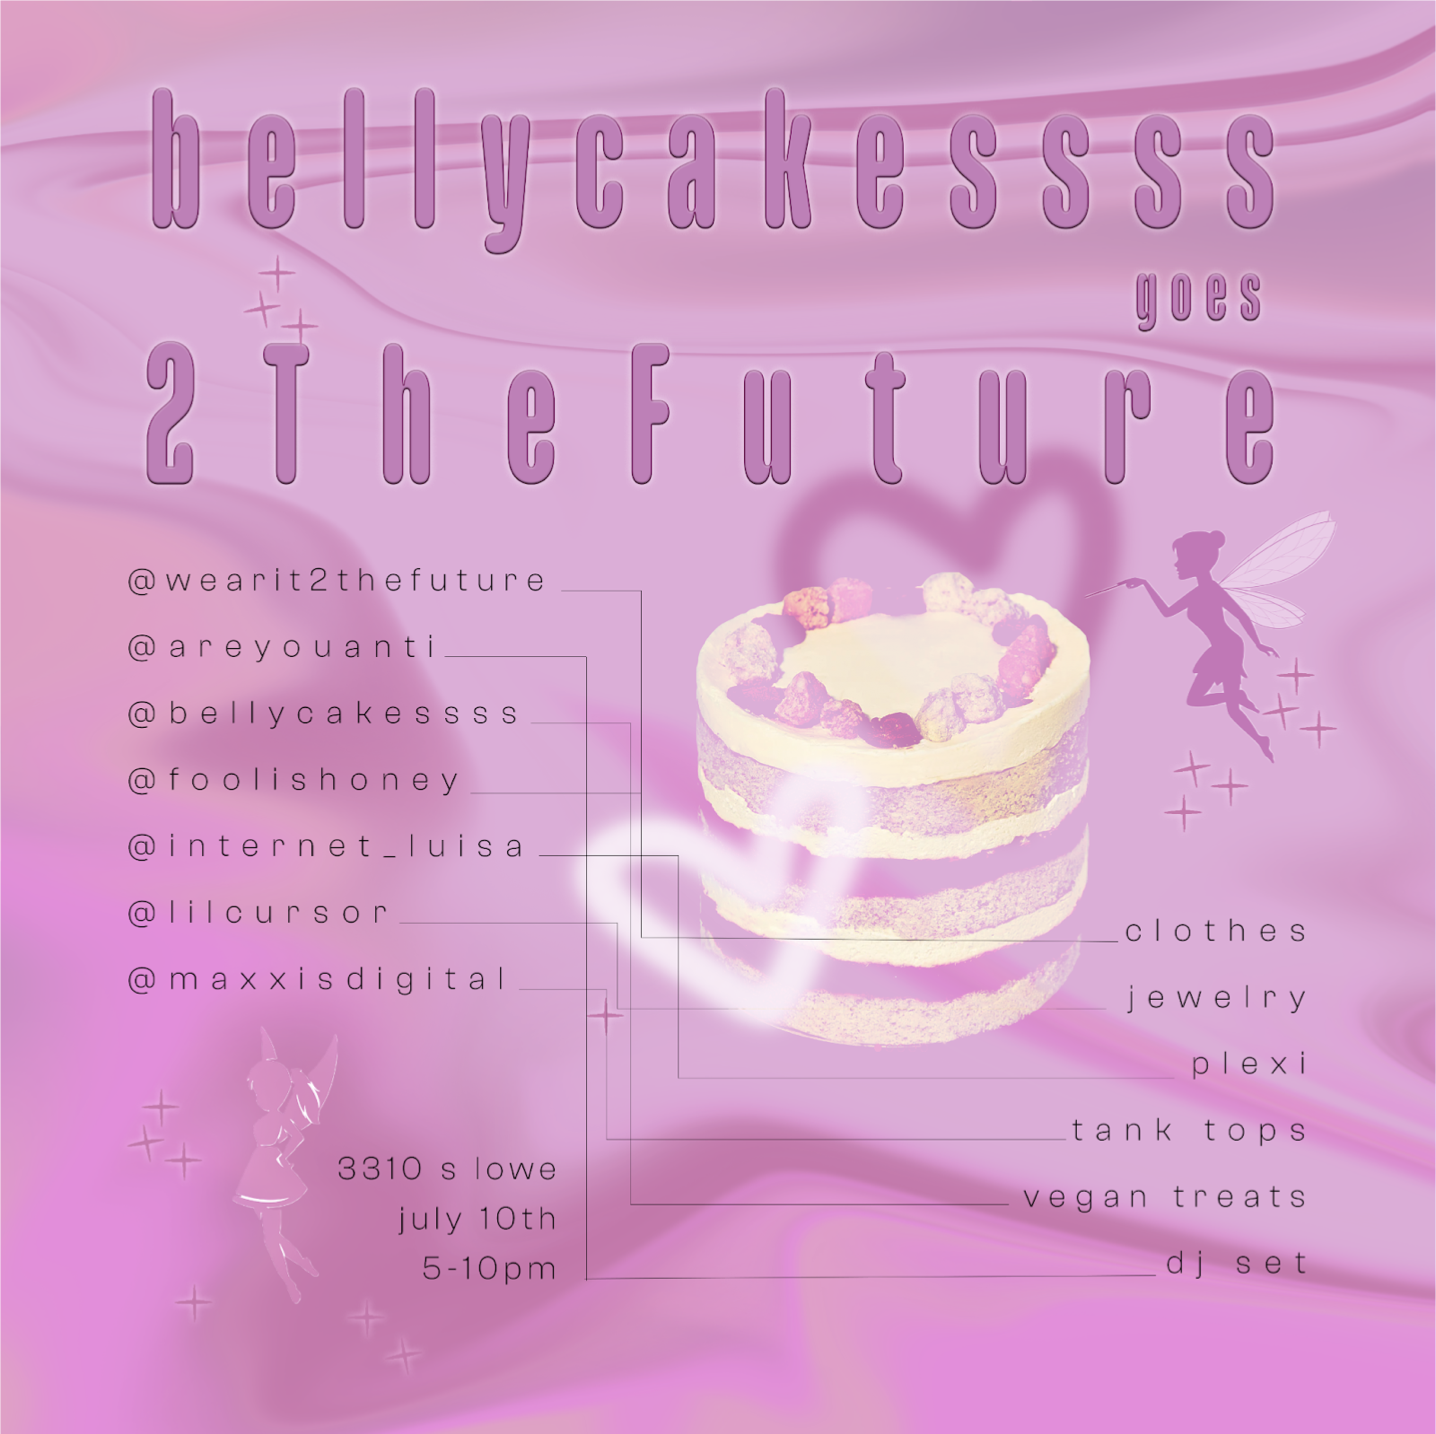 bellycakessss
goes
2TheFuture
@wearit2thefuture
@areyouanti
@bellycakessss
@foolishoney
@internet_luisa
@lilcursor
@maxxisdigital
clothes
jewelry
plexi
tank tops
vegan treats
dj set
3310 s lowe
july 10th
5-10pm